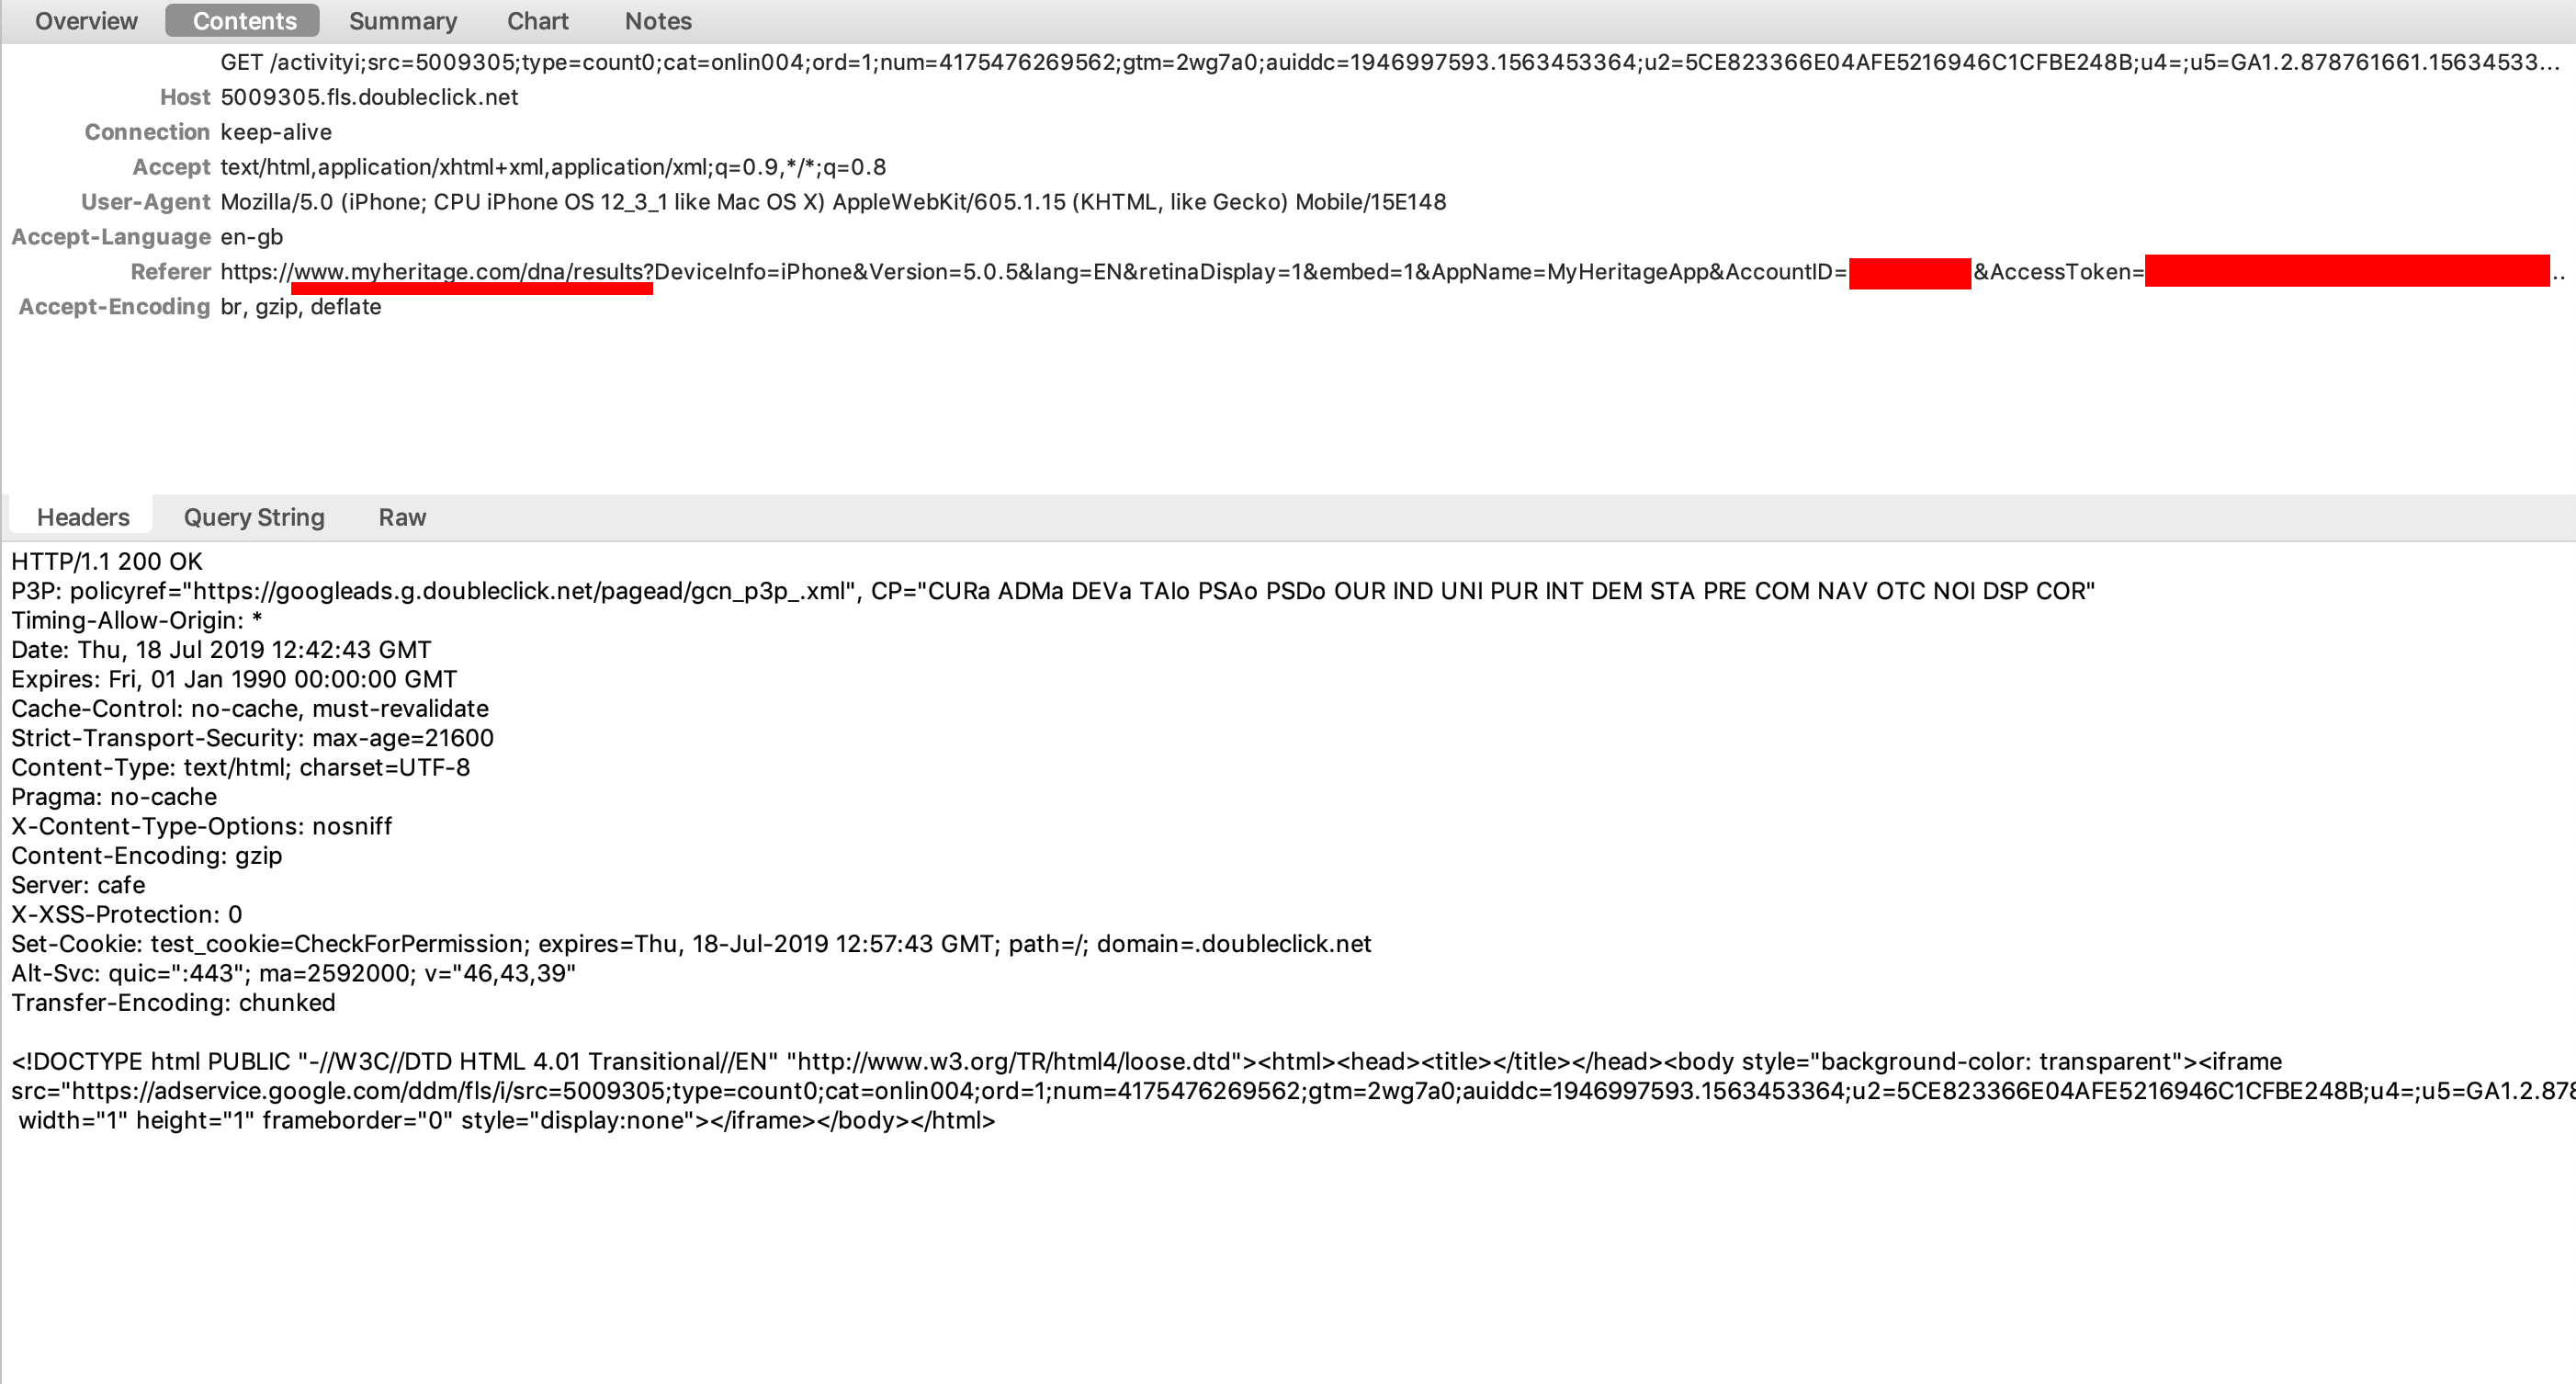 Overview Contents Summary Chart Notes
GET /activityi;src=5009305;type=count0;cat=onlin004;ord=1;num=4175476269562;gtm=2wg7a0;auiddc=1946997593.1563453364;u2=5CE823366E04AFE5216946C1CFBE248B;u4=;u5=GA1.2.878761661.15634533...
Host 5009305.fls.doubleclick.net
Connection keep-alive
Accept text/html,application/xhtml+xml,application/xml;q=0.9,*/*;q=0.8
User-Agent Mozilla/5.0 (iPhone; CPU iPhone OS 12_3_1 like Mac OS X) AppleWebKit/605.1.15 (KHTML, like Gecko) Mobile/15E148
Accept-Language en-gb
Referer https://www.myheritage.com/dna/results?DeviceInfo=iPhone&Version=5.0.5&lang=EN&retinaDisplay=1&embed=1&AppName=MyHeritageApp&AccountID= &AccessToken= ..
Accept-Encoding br, gzip, deflate
Headers Query String Raw
HTTP/1.1 200 OK
P3P: policyref="https://googleads.g.doubleclick.net/pagead/gcn_p3p_.xml", CP="CURa ADMa DEVa TAIo PSAo PSDo OUR IND UNI PUR INT DEM STA PRE COM NAV OTC NOI DSP COR"
Timing-Allow-Origin: *
Date: Thu, 18 Jul 2019 12:42:43 GMT
Expires: Fri, 01 Jan 1990 00:00:00 GMT
Cache-Control: no-cache, must-revalidate
Strict-Transport-Security: max-age=21600
Content-Type: text/html; charset=UTF-8
Pragma: no-cache
X-Content-Type-Options: nosniff
Content-Encoding: gzip
Server: cafe
X-XSS-Protection: 0
Set-Cookie: test_cookie=CheckForPermission; expires=Thu, 18-Jul-2019 12:57:43 GMT; path=/; domain=.doubleclick.net
Alt-Svc: quic=":443"; ma=2592000; v="46,43,39"
Transfer-Encoding: chunked
<!DOCTYPE html PUBLIC "-//W3C//DTD HTML 4.01 Transitional//EN" "http://www.w3.org/TR/html4/loose.dtd"><html><head><title></title></head><body style="background-color: transparent"><iframe
src="https://adservice.google.com/ddm/fls/i/src=5009305;type=count0;cat=onlin004;ord=1;num=4175476269562;gtm=2wg7a0;auiddc=1946997593.1563453364;u2=5CE823366E04AFE5216946C1CFBE248B;u4=;u5=GA1.2.878
width="1" height="1" frameborder="0" style="display:none"></iframe></body></html>